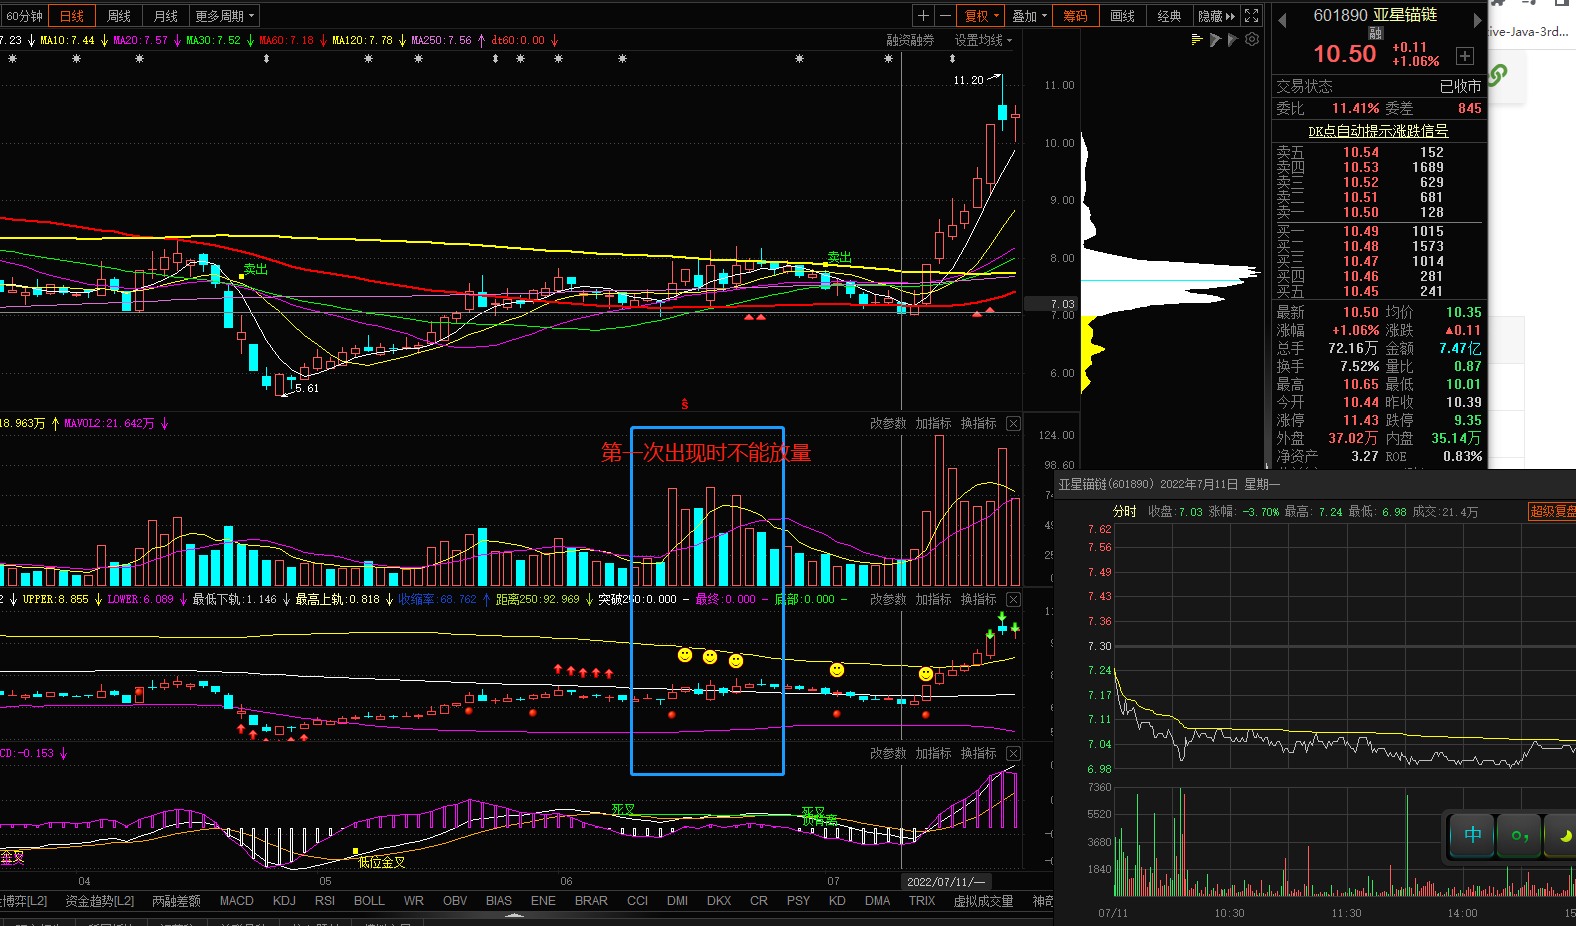 60分钟 日线 周线 月线 更多周期
复权 叠加 筹码 画线 经典 隐藏
7.23 ↓ MA10:7.44 ↓ MA20:7.57 ↓ MA30:7.52 ↓ MA60:7.18 ↓ MA120:7.78 ↓ MA250:7.56 ↑ dt60:0.00 ↓
融资融券 设置均线
11.20
11.00
10.00
9.00
8.00
7.03
7.00
6.00
卖出
卖出
5.61
18.963万 ↑ MAVOL2:21.642万 ↓
改参数 加指标 换指标
第一次出现时不能放量
124.00
98.60
UPPER:8.855 ↓ LOWER:6.089 ↓ 最低下轨:1.146 ↓ 最高上轨:0.818 ↓ 收缩率:68.762 ↑ 距离250:92.969 ↓ 突破250:0.000 − 最终:0.000 − 底部:0.000 −
改参数 加指标 换指标
CD:-0.153 ↓
改参数 加指标 换指标
死叉
死叉
金叉
低位金叉
04 05 06 07 2022/07/11/一
博弈[L2] 资金趋势[L2] 两融差额 MACD KDJ RSI BOLL WR OBV BIAS ENE BRAR CCI DMI DKX CR PSY KD DMA TRIX 虚拟成交量 神奇
601890 亚星锚链
融
10.50 +0.11
+1.06%
交易状态 已收市
委比 11.41% 委差 845
DK点自动提示涨跌信号
卖五 10.54 152
卖四 10.53 1689
卖三 10.52 629
卖二 10.51 681
卖一 10.50 128
买一 10.49 1015
买二 10.48 1573
买三 10.47 1014
买四 10.46 281
买五 10.45 241
最新 10.50 均价 10.35
涨幅 +1.06% 涨跌 ▲0.11
总手 72.16万 金额 7.47亿
换手 7.52% 量比 0.87
最高 10.65 最低 10.01
今开 10.44 昨收 10.39
涨停 11.43 跌停 9.35
外盘 37.02万 内盘 35.14万
净资产 3.27 ROE 0.83%
ive-Java-3rd...
亚星锚链(601890) 2022年7月11日 星期一
分时 收盘:7.03 涨幅: -3.70% 最高: 7.24 最低: 6.98 成交:21.4万
超级复盘
7.62
7.56
7.49
7.43
7.36
7.30
7.24
7.17
7.11
7.04
6.98
7360
5520
3680
1840
07/11 10:30 11:30 14:00 15
中